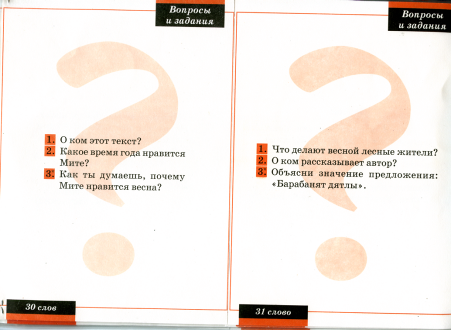 Вопросы
и задания
1. О ком этот текст?
2. Какое время года нравится
Мите?
3. Как ты думаешь, почему
Мите нравится весна?
30 слов
Вопросы
и задания
1. Что делают весной лесные жители?
2. О ком рассказывает автор?
3. Объясни значение предложения:
«Барабанят дятлы».
31 слово